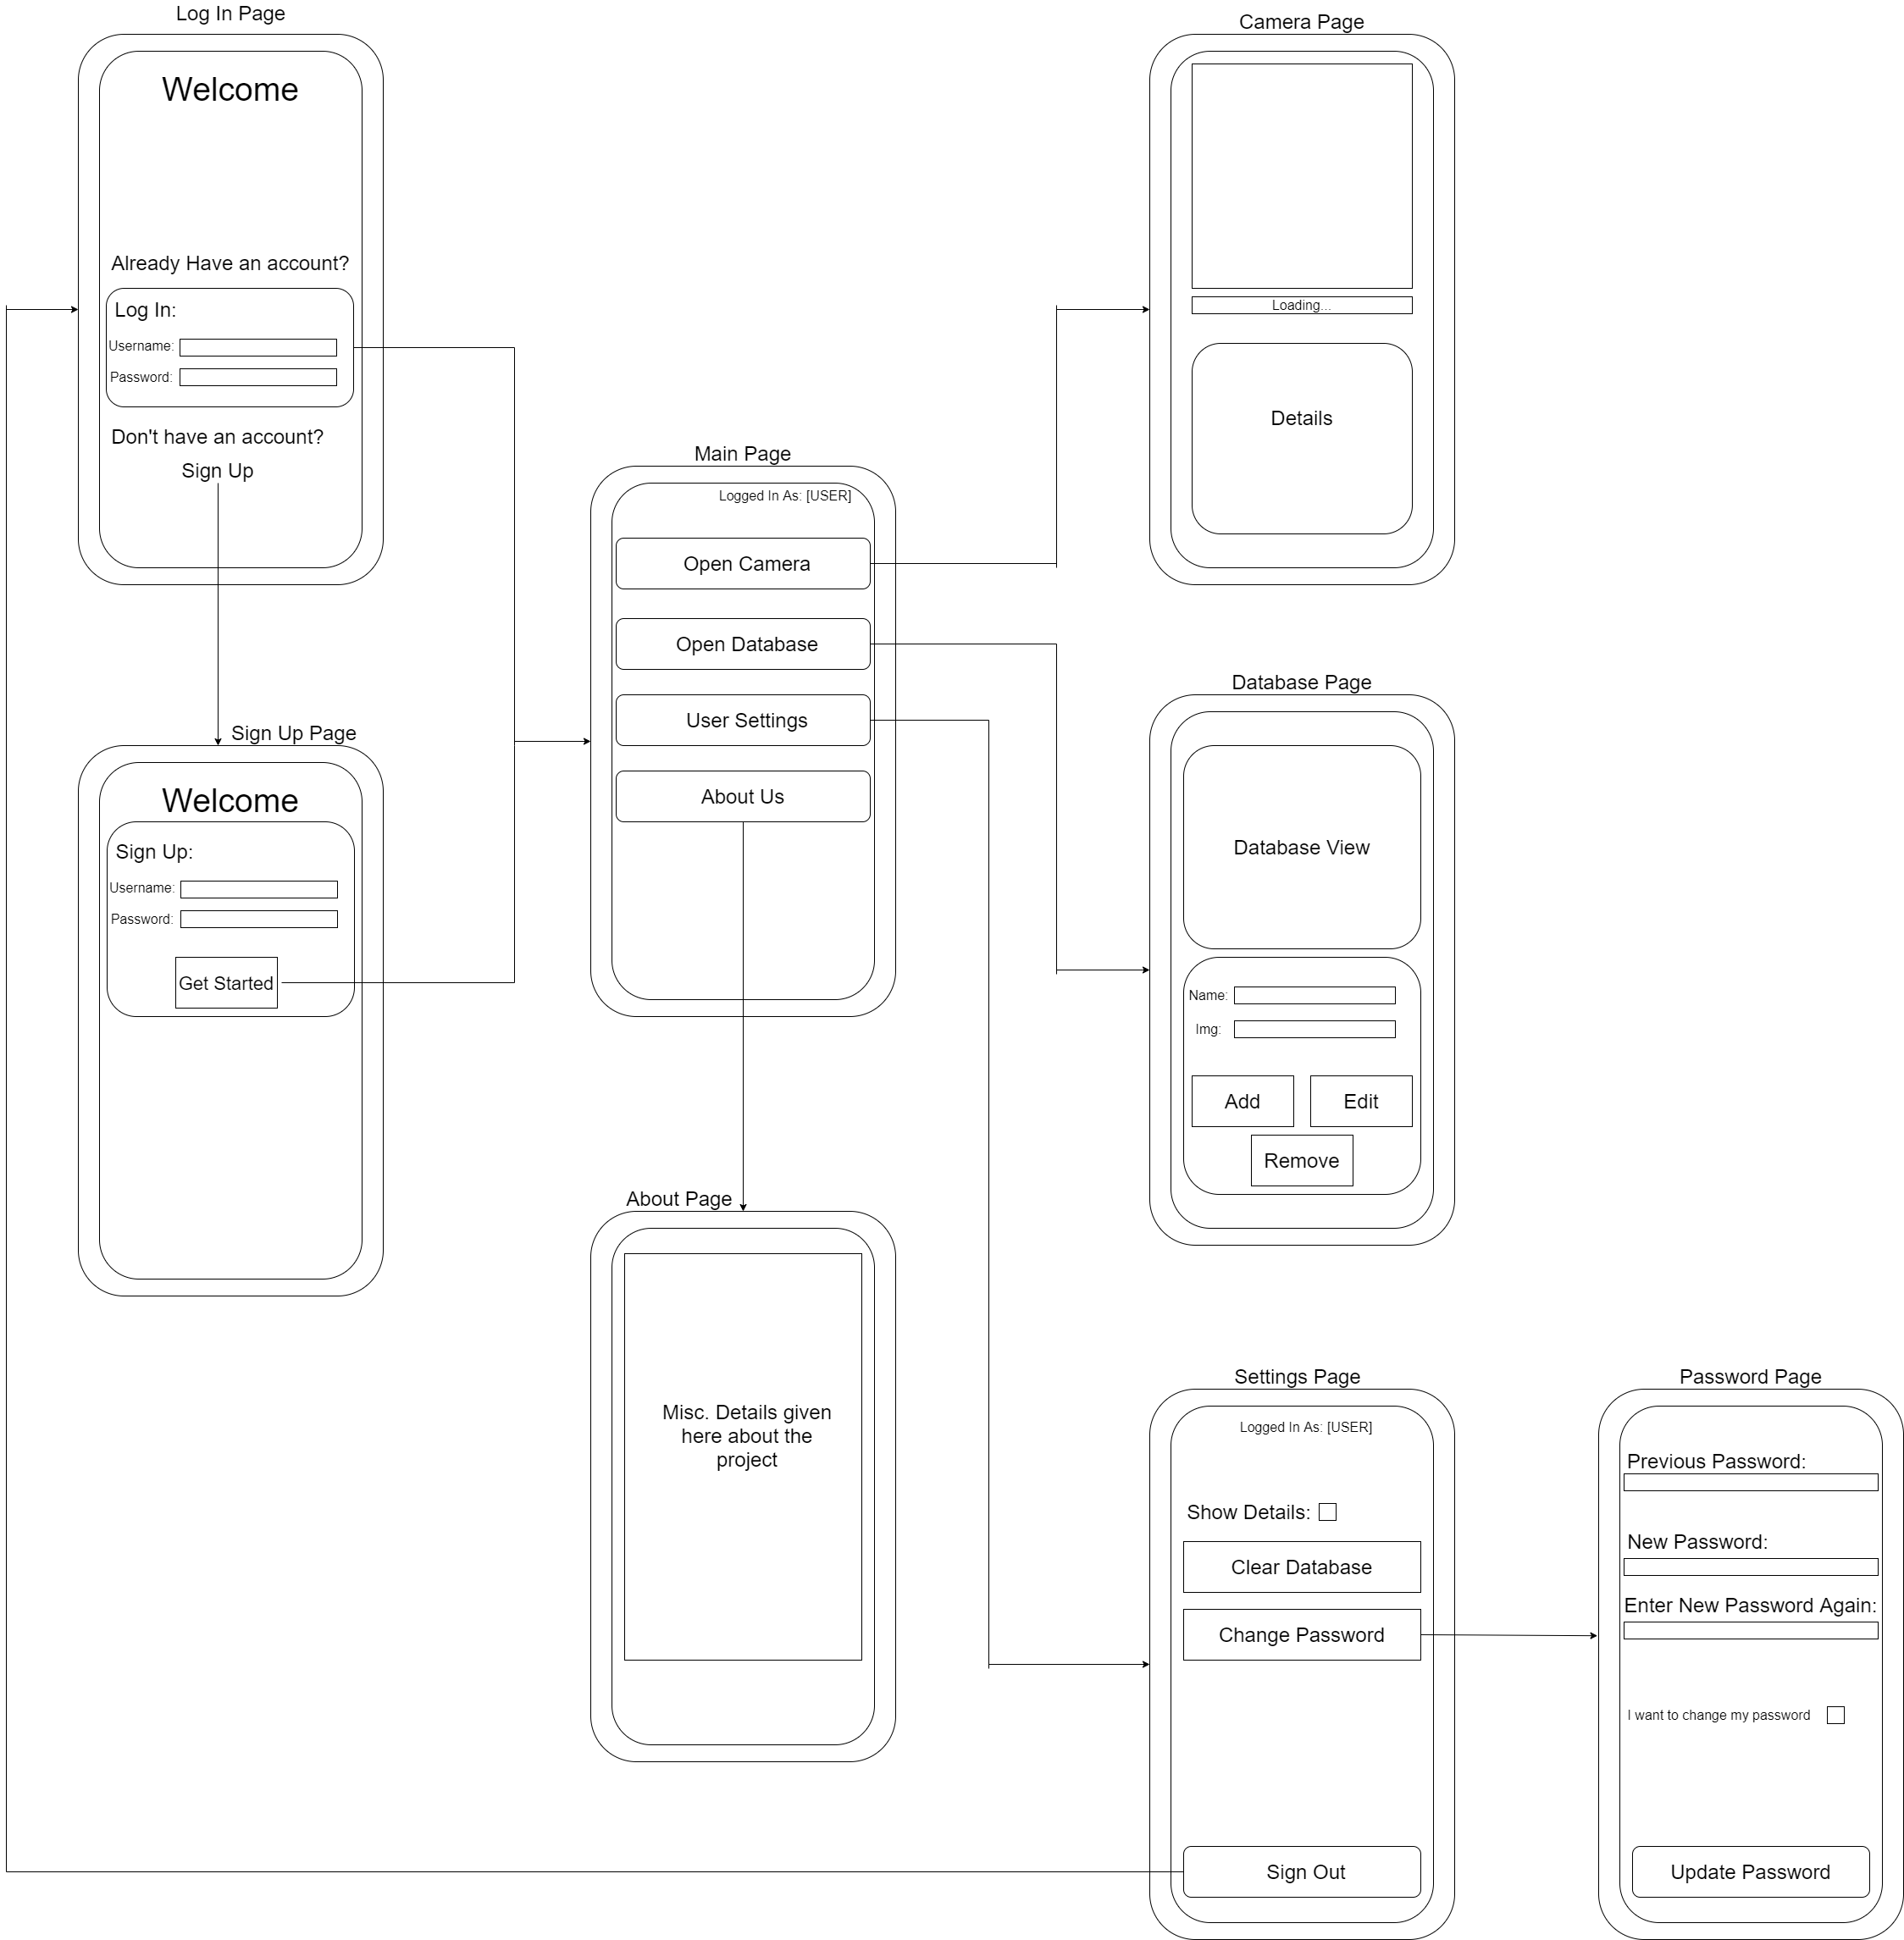 Log In Page
Welcome
Already Have an account?
Log In:
Username:
Password:
Don't have an account?
Sign Up
Sign Up Page
Welcome
Sign Up:
Username:
Password:
Get Started
Main Page
Logged In As: [USER]
Open Camera
Open Database
User Settings
About Us
About Page
Misc. Details given
here about the
project
Camera Page
Loading...
Details
Database Page
Database View
Name:
Img:
Add
Edit
Remove
Settings Page
Logged In As: [USER]
Show Details:
Clear Database
Change Password
Sign Out
Password Page
Previous Password:
New Password:
Enter New Password Again:
I want to change my password
Update Password